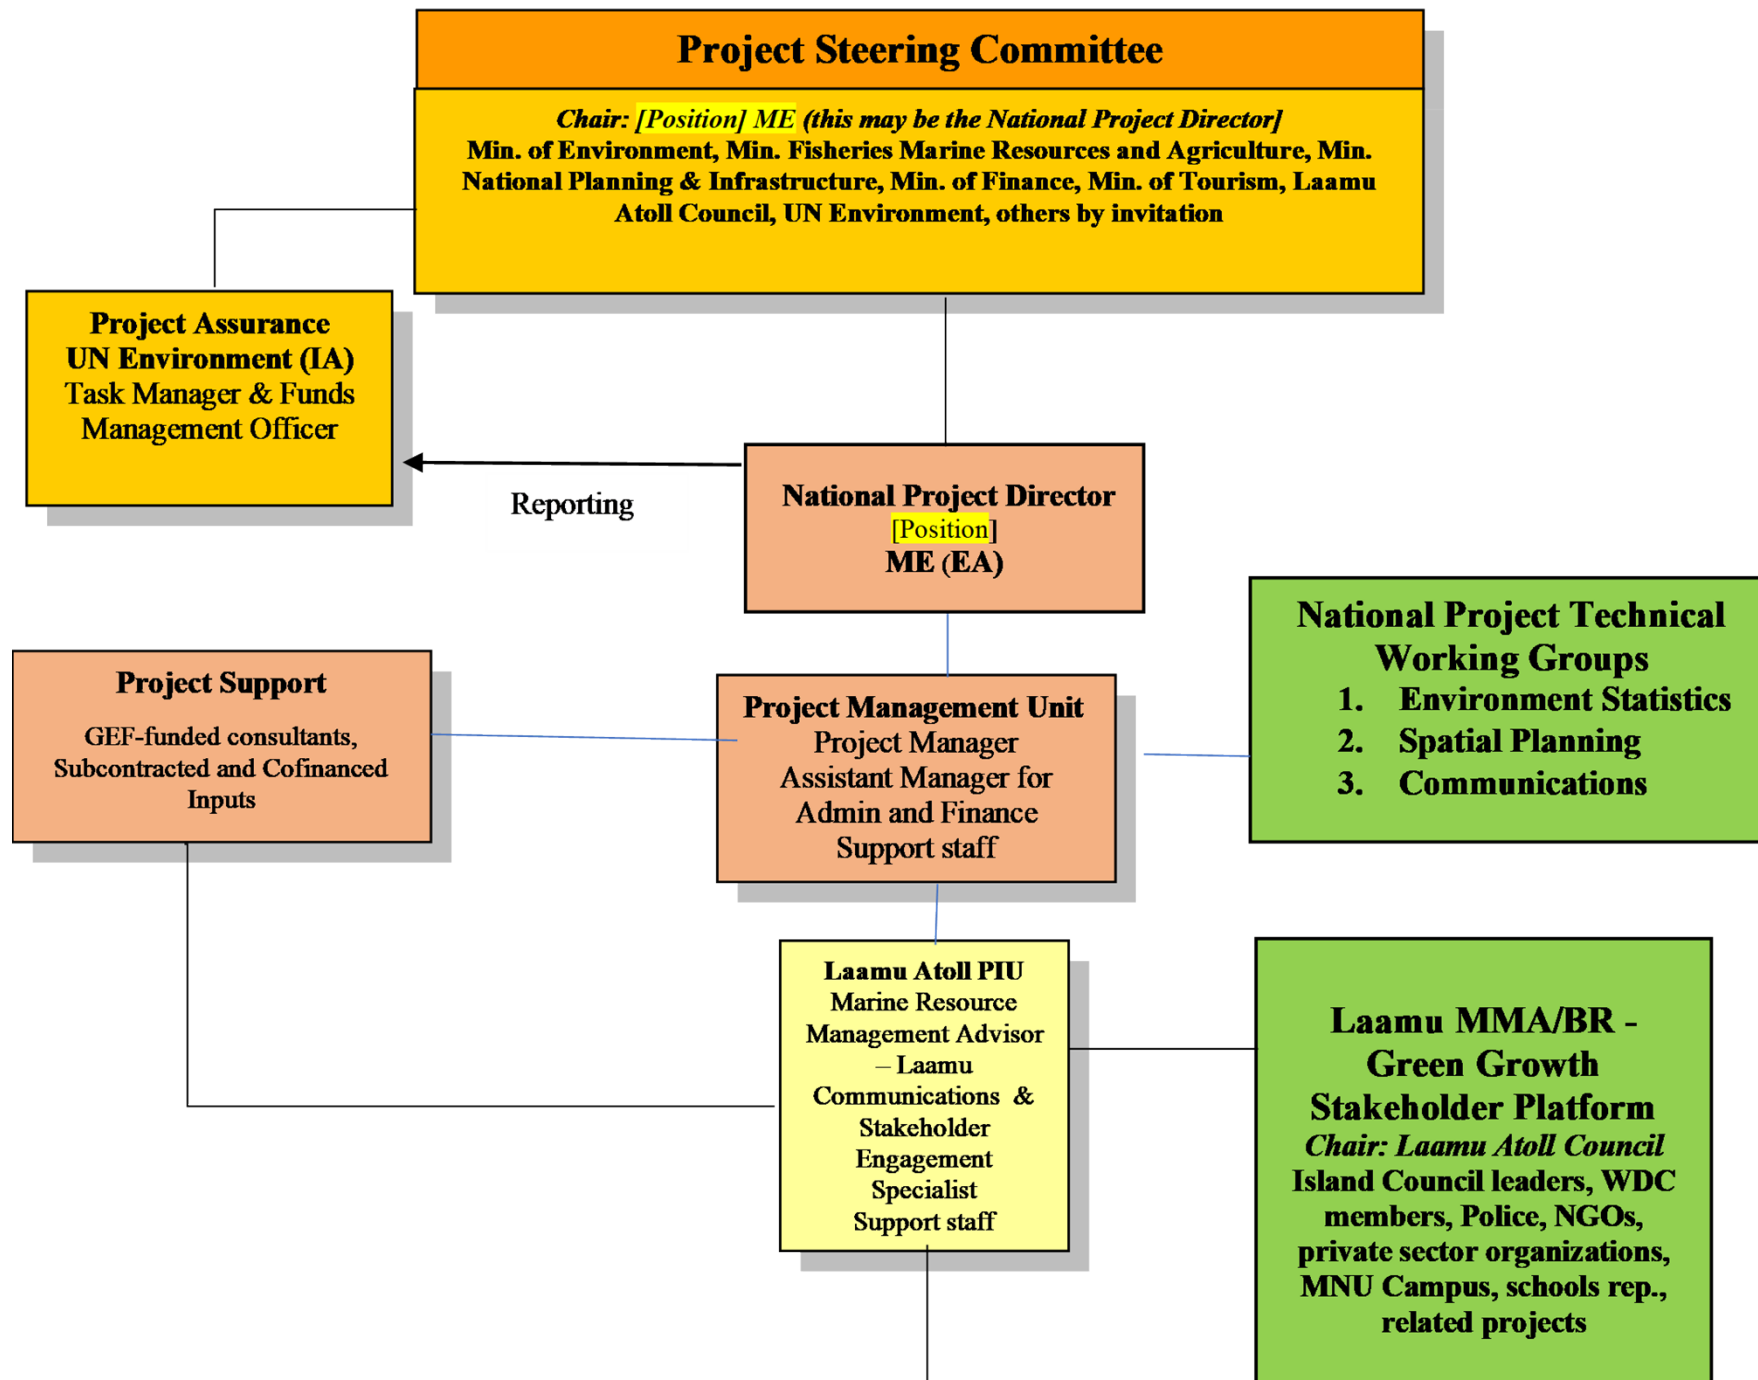 Project Steering Committee
Chair: [Position] ME (this may be the National Project Director]
Min. of Environment, Min. Fisheries Marine Resources and Agriculture, Min.
National Planning & Infrastructure, Min. of Finance, Min. of Tourism, Laamu
Atoll Council, UN Environment, others by invitation
Project Assurance
UN Environment (IA)
Task Manager & Funds
Management Officer
Reporting
National Project Director
[Position]
ME (EA)
National Project Technical
Working Groups
1. Environment Statistics
2. Spatial Planning
3. Communications
Project Support
GEF-funded consultants,
Subcontracted and Cofinanced
Inputs
Project Management Unit
Project Manager
Assistant Manager for
Admin and Finance
Support staff
Laamu Atoll PIU
Marine Resource
Management Advisor
– Laamu
Communications &
Stakeholder
Engagement
Specialist
Support staff
Laamu MMA/BR -
Green Growth
Stakeholder Platform
Chair: Laamu Atoll Council
Island Council leaders, WDC
members, Police, NGOs,
private sector organizations,
MNU Campus, schools rep.,
related projects